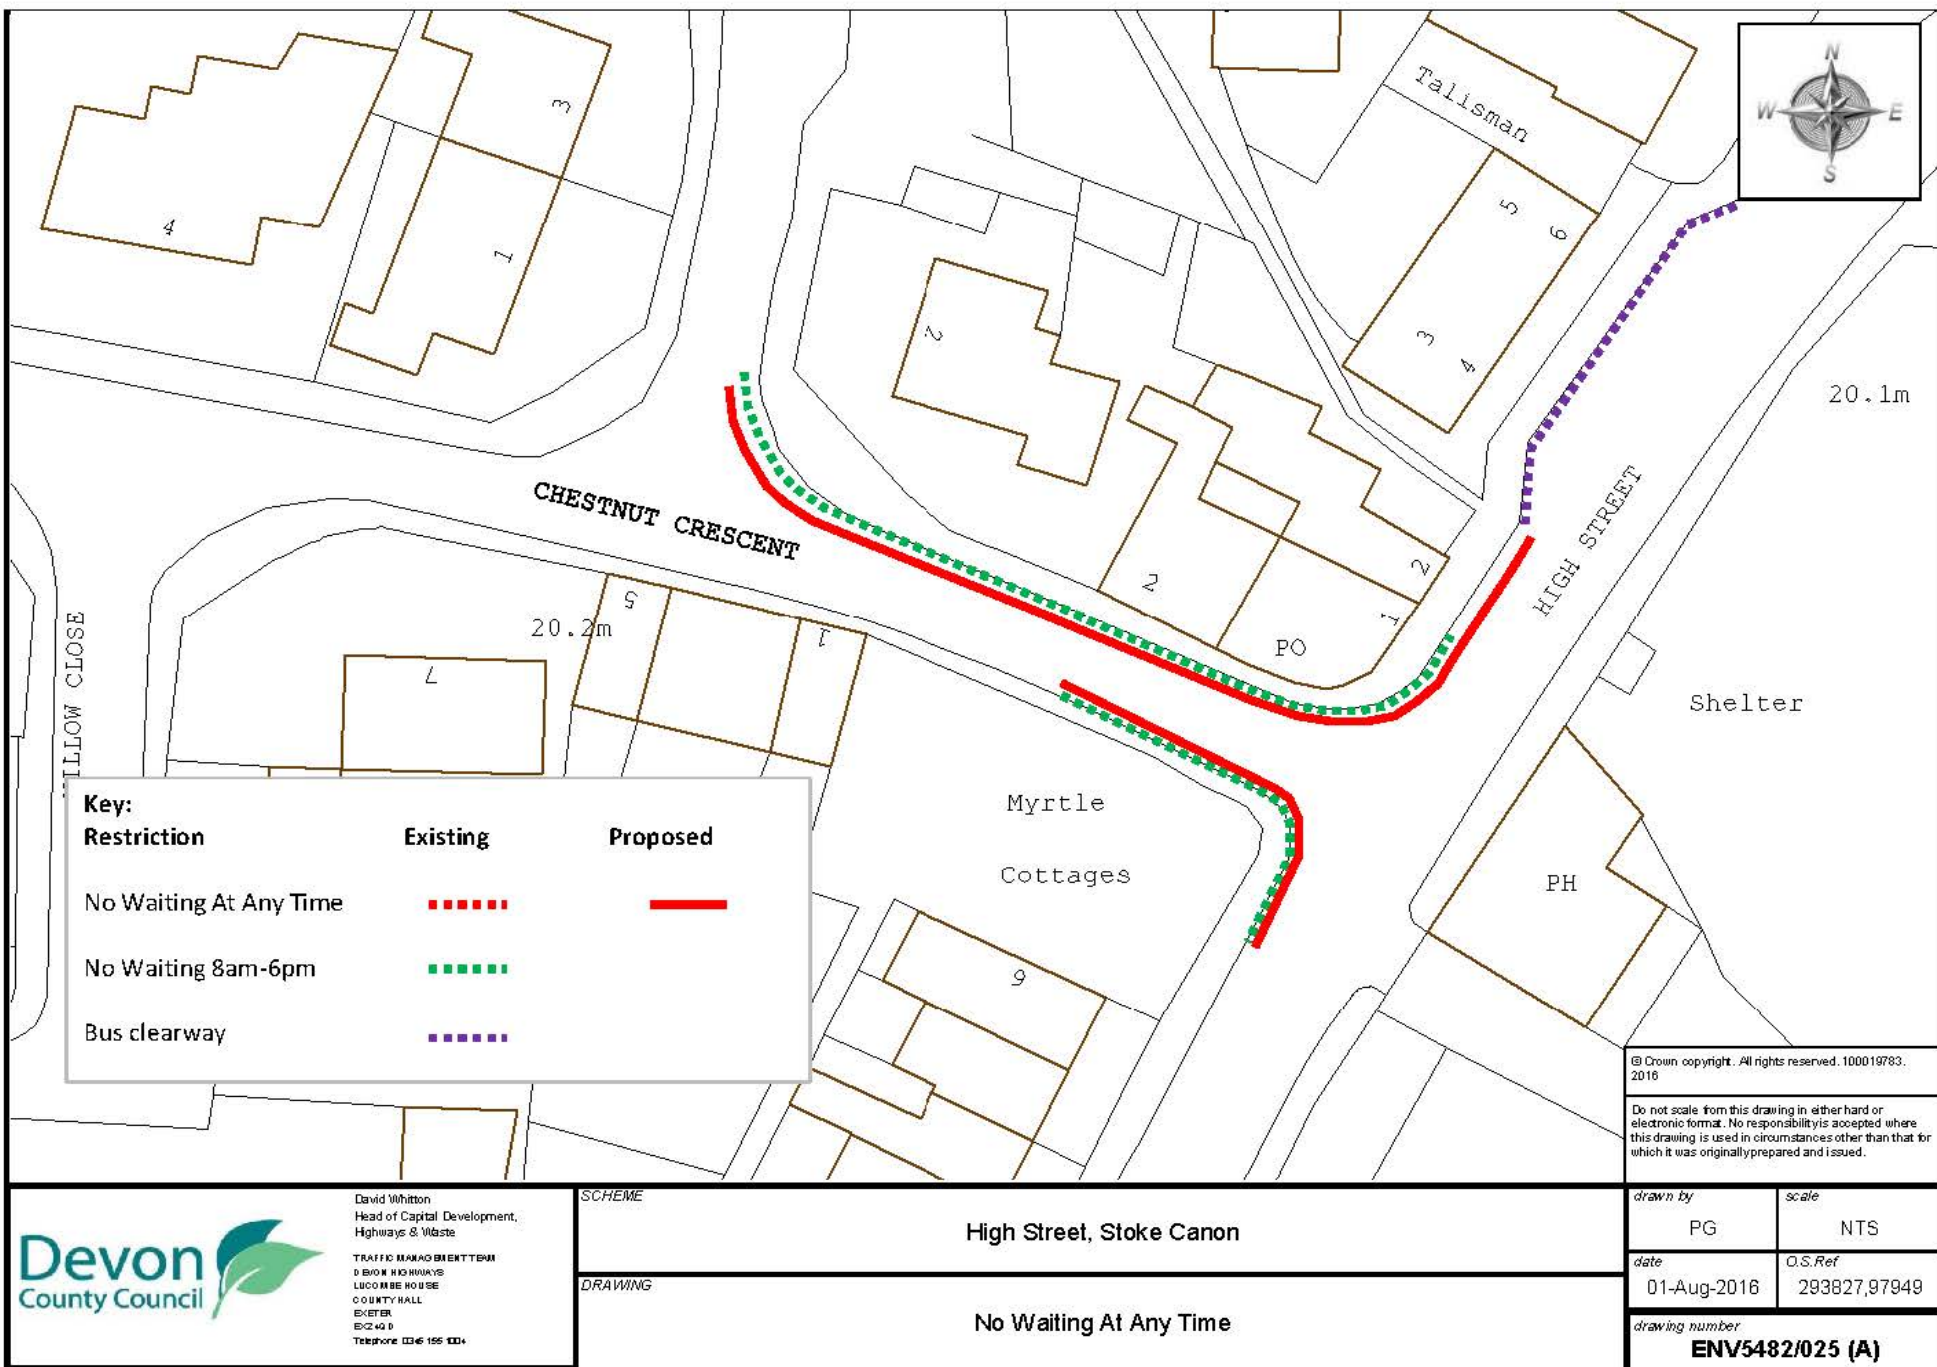 N
W
E
S
Talisman
3
4
1
5
6
3
4
2
20.1m
CHESTNUT CRESCENT
HIGH STREET
2
2
1
PO
5
1
20.2m
7
Shelter
Myrtle
Cottages
PH
9
Key:
Restriction Existing Proposed
No Waiting At Any Time
No Waiting 8am-6pm
Bus clearway
© Crown copyright. All rights reserved. 100019783.
2016
Do not scale from this drawing in either hard or
electronic format. No responsibility is accepted where
this drawing is used in circumstances other than that for
which it was originally prepared and issued.
Devon
County Council
David Whitton
Head of Capital Development,
Highways & Waste
TRAFFIC MANAGEMENT TEAM
DEVON HIGHWAYS
LUCOMBE HOUSE
COUNTY HALL
EXETER
Telephone
SCHEME
High Street, Stoke Canon
DRAWING
No Waiting At Any Time
drawn by
PG
scale
NTS
date
01-Aug-2016
O.S.Ref
293827,97949
drawing number
ENV5482/025 (A)